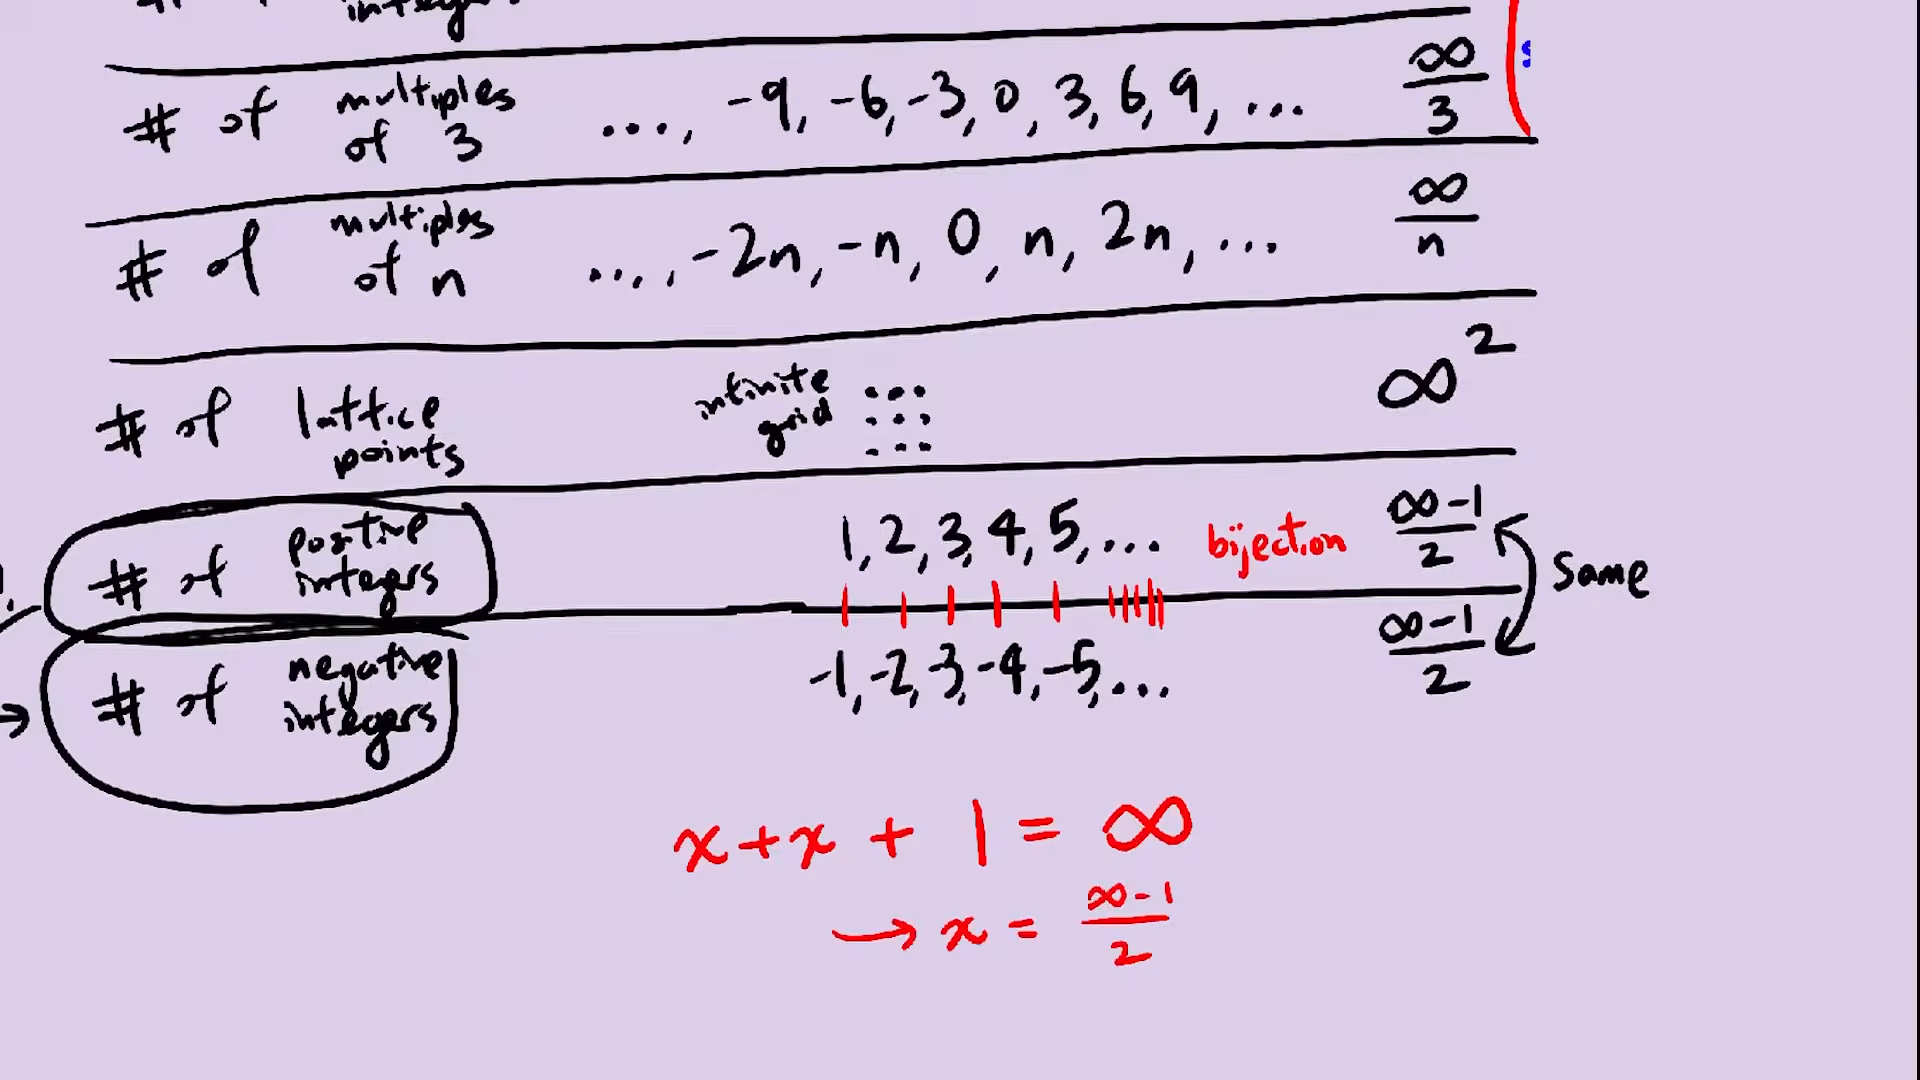 # of multiples of 3 ..., -9, -6, -3, 0, 3, 6, 9, ... ∞/3
# of multiples of n ..., -2n, -n, 0, n, 2n, ... ∞/n
# of lattice points infinite grid ∞²
# of positive integers 1, 2, 3, 4, 5, ... bijection (∞-1)/2
Same
# of negative integers -1, -2, -3, -4, -5, ... (∞-1)/2
x+x + 1 = ∞
→ x = (∞-1)/2